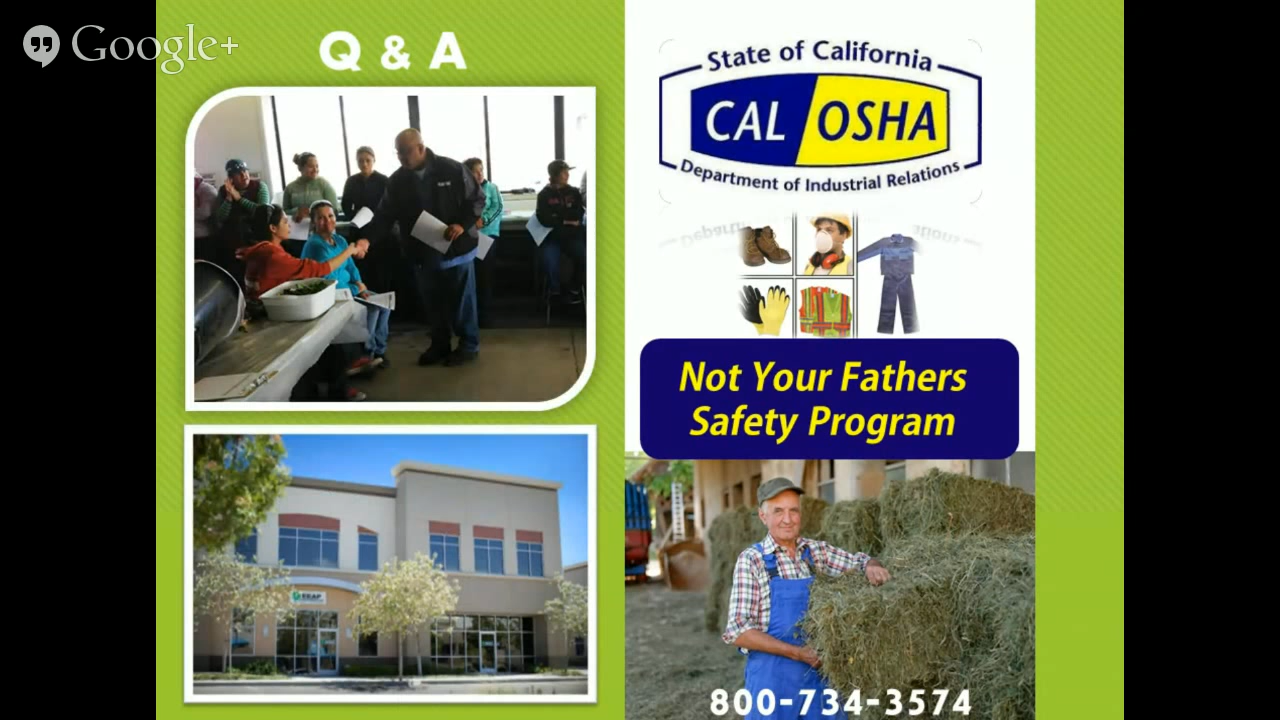 Google+
Q & A
State of California
CAL OSHA
Department of Industrial Relations
Not Your Fathers
Safety Program
800-734-3574